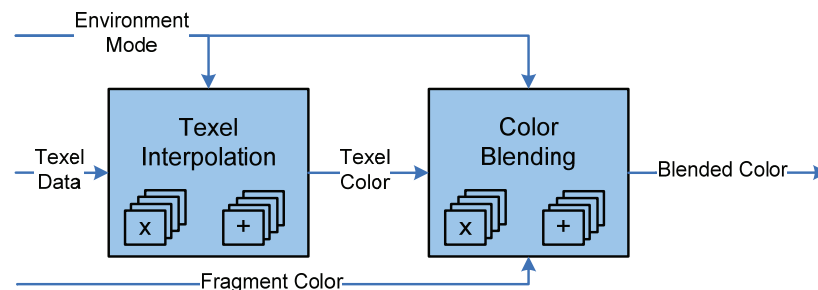 Environment
Mode
Texel
Interpolation
Color
Blending
Texel
Data
Texel
Color
Blended Color
x
+
x
+
Fragment Color